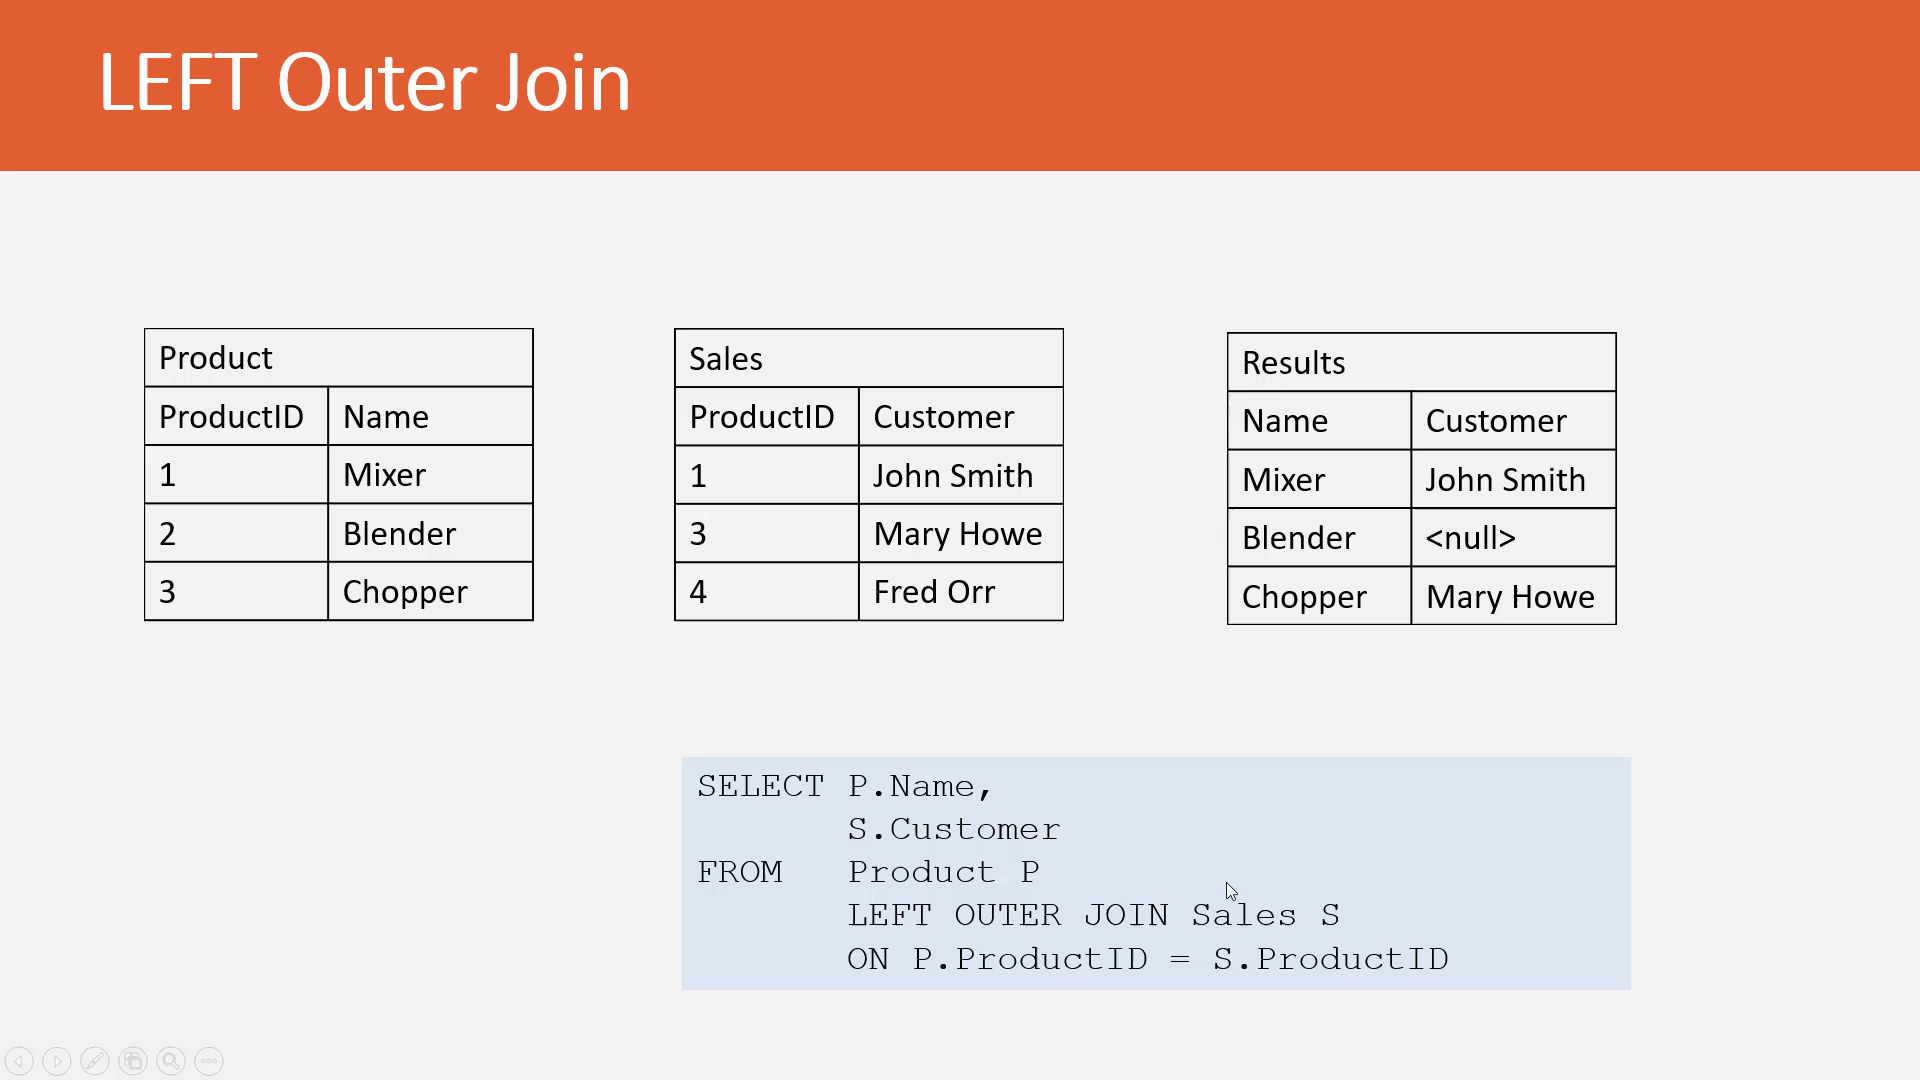 LEFT Outer Join
Product
ProductID Name
1 Mixer
2 Blender
3 Chopper
Sales
ProductID Customer
1 John Smith
3 Mary Howe
4 Fred Orr
Results
Name Customer
Mixer John Smith
Blender <null>
Chopper Mary Howe
SELECT P.Name,
S.Customer
FROM Product P
LEFT OUTER JOIN Sales S
ON P.ProductID = S.ProductID